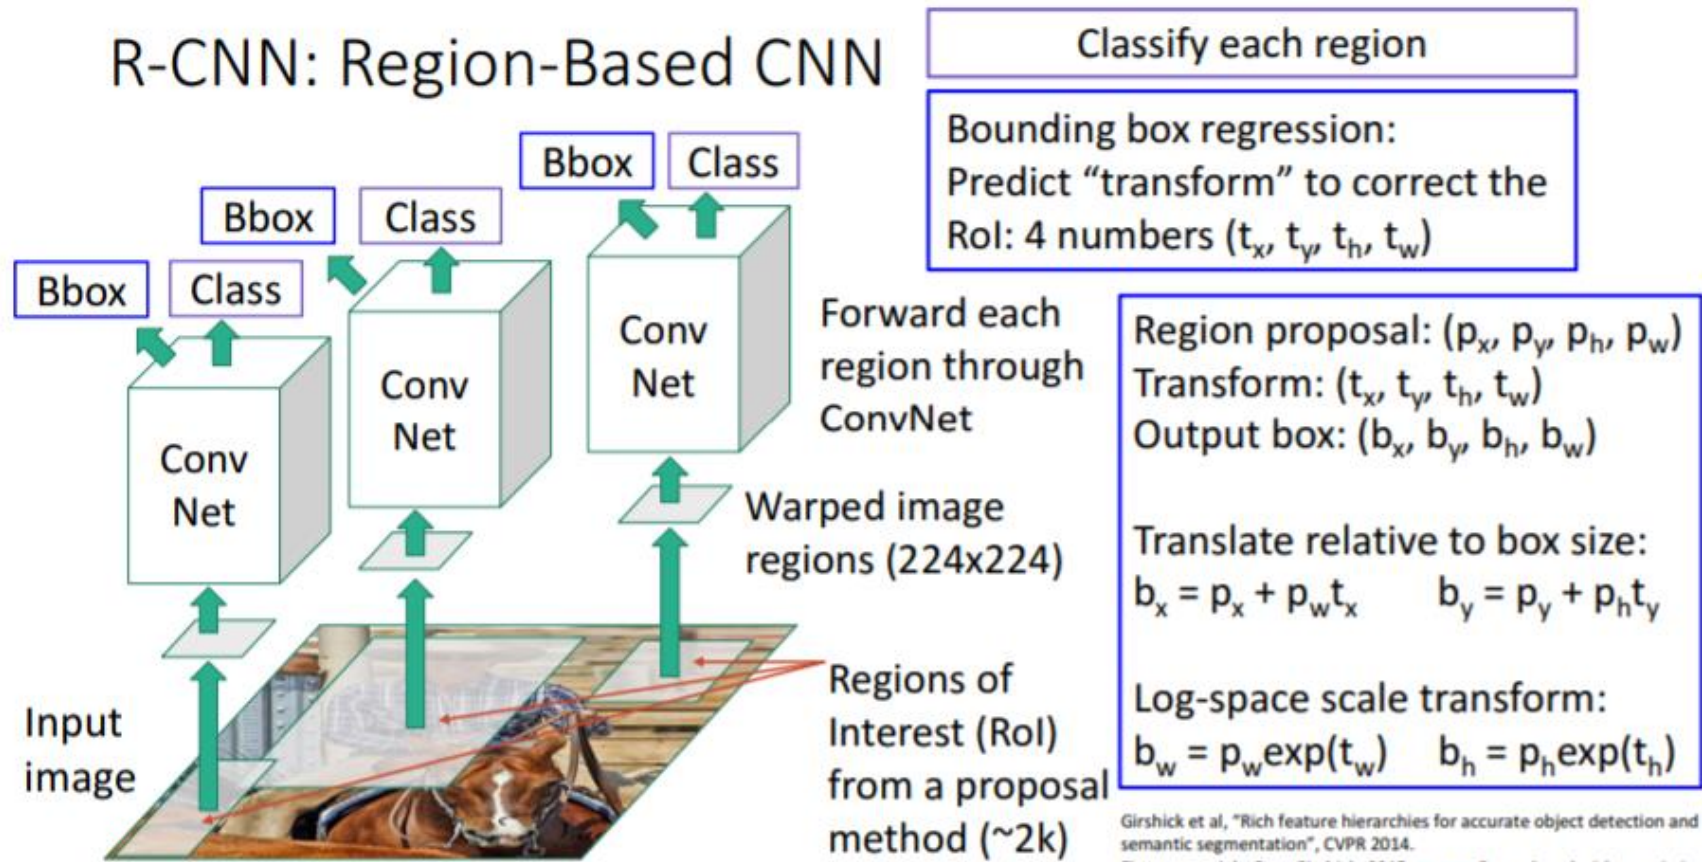 R-CNN: Region-Based CNN
Classify each region
Bounding box regression:
Predict “transform” to correct the
RoI: 4 numbers (tx, ty, th, tw)
Bbox
Class
Bbox
Class
Bbox
Class
Conv
Net
Conv
Net
Conv
Net
Forward each
region through
ConvNet
Warped image
regions (224x224)
Input
image
Regions of
Interest (RoI)
from a proposal
method (~2k)
Region proposal: (px, py, ph, pw)
Transform: (tx, ty, th, tw)
Output box: (bx, by, bh, bw)
Translate relative to box size:
bx = px + pwtx by = py + phty
Log-space scale transform:
bw = pwexp(tw) bh = phexp(th)
Girshick et al, "Rich feature hierarchies for accurate object detection and
semantic segmentation", CVPR 2014.